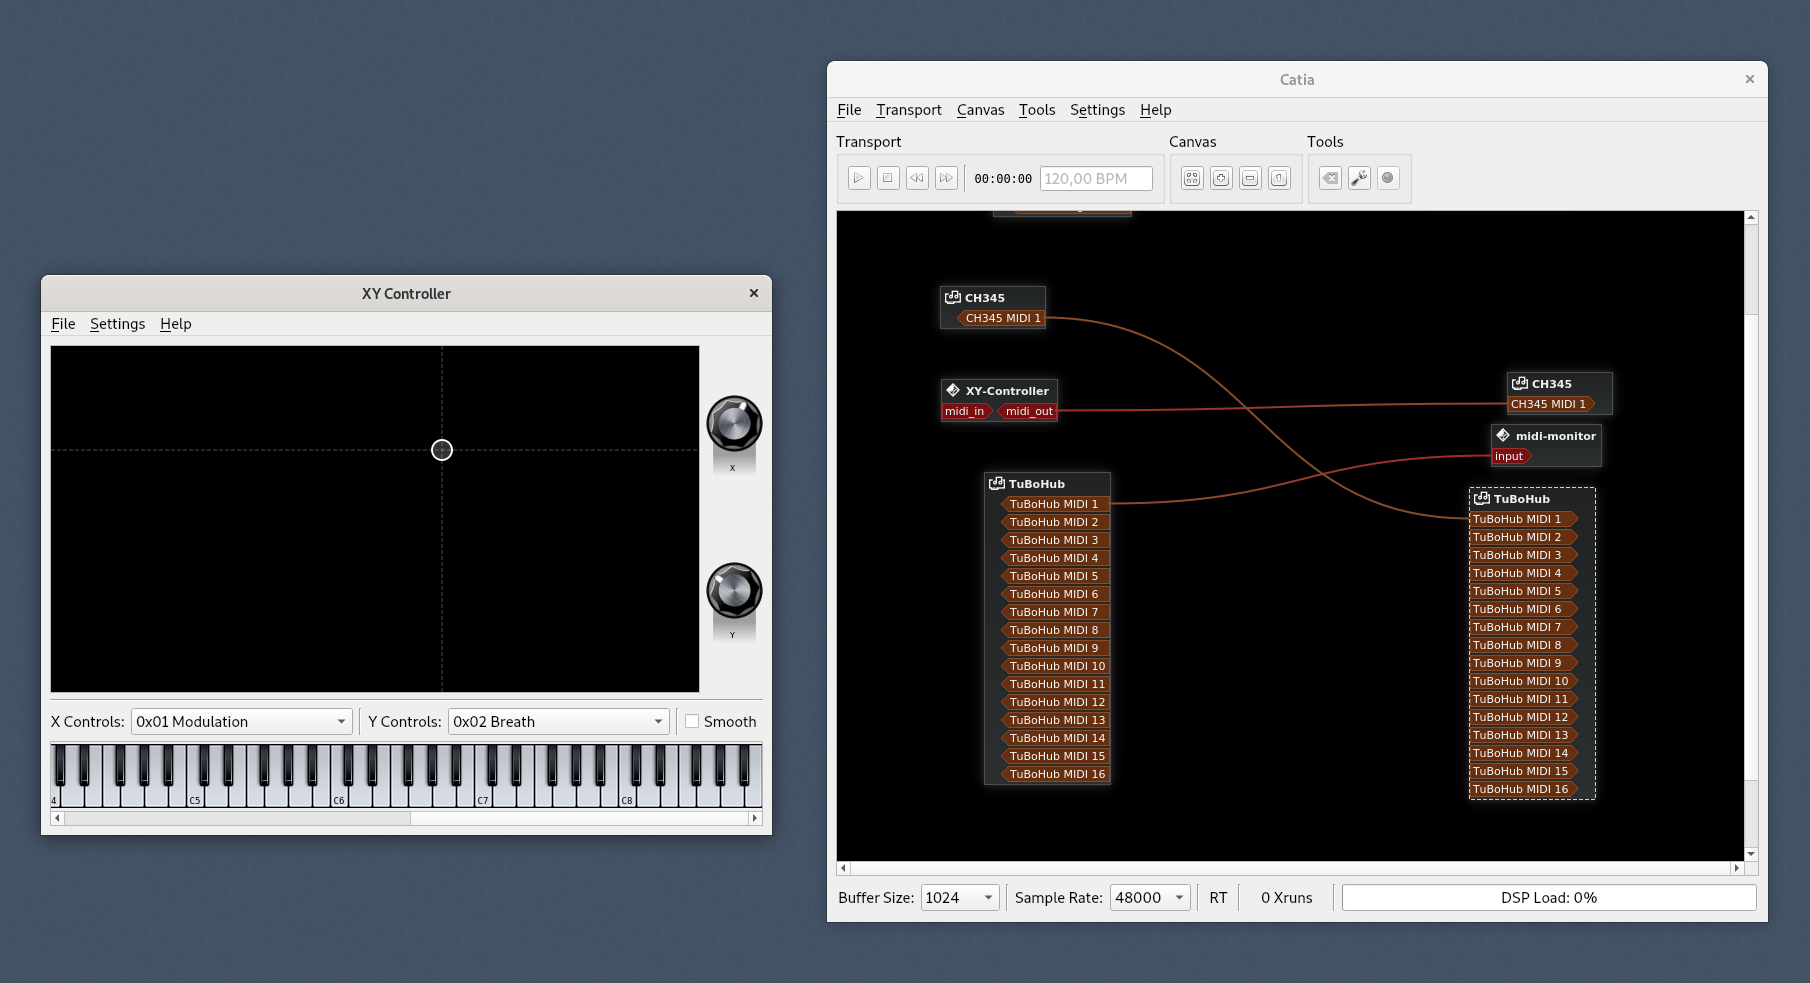 XY Controller
File Settings Help
X
Y
X Controls: 0x01 Modulation Y Controls: 0x02 Breath Smooth
4 C5 C6 C7 C8
Catia
File Transport Canvas Tools Settings Help
Transport Canvas Tools
00:00:00 120,00 BPM
CH345
CH345 MIDI 1
XY-Controller
midi_in midi_out
TuBoHub
TuBoHub MIDI 1
TuBoHub MIDI 2
TuBoHub MIDI 3
TuBoHub MIDI 4
TuBoHub MIDI 5
TuBoHub MIDI 6
TuBoHub MIDI 7
TuBoHub MIDI 8
TuBoHub MIDI 9
TuBoHub MIDI 10
TuBoHub MIDI 11
TuBoHub MIDI 12
TuBoHub MIDI 13
TuBoHub MIDI 14
TuBoHub MIDI 15
TuBoHub MIDI 16
CH345
CH345 MIDI 1
midi-monitor
input
TuBoHub
TuBoHub MIDI 1
TuBoHub MIDI 2
TuBoHub MIDI 3
TuBoHub MIDI 4
TuBoHub MIDI 5
TuBoHub MIDI 6
TuBoHub MIDI 7
TuBoHub MIDI 8
TuBoHub MIDI 9
TuBoHub MIDI 10
TuBoHub MIDI 11
TuBoHub MIDI 12
TuBoHub MIDI 13
TuBoHub MIDI 14
TuBoHub MIDI 15
TuBoHub MIDI 16
Buffer Size: 1024 Sample Rate: 48000 RT 0 Xruns DSP Load: 0%